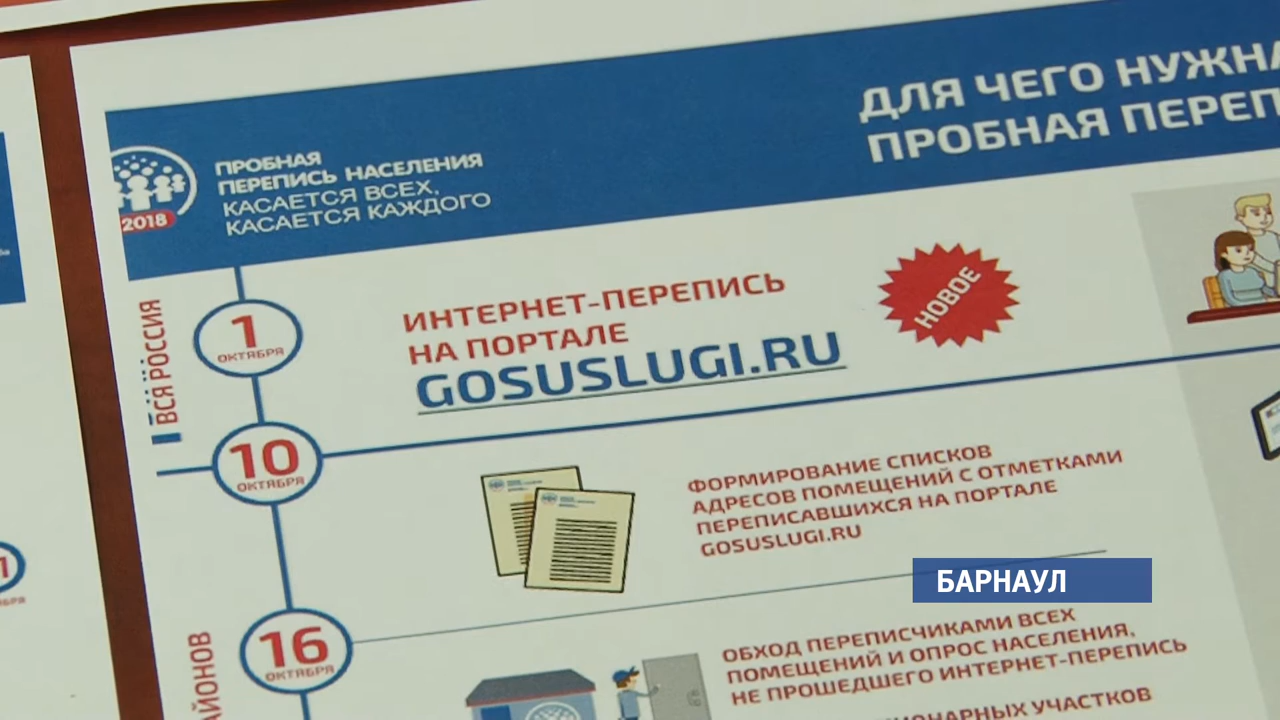 ДЛЯ ЧЕГО
ПРОБНАЯ
ПРОБНАЯ
ПЕРЕПИСЬ НАСЕЛЕНИЯ
КАСАЕТСЯ ВСЕХ,
КАСАЕТСЯ КАЖДОГО
2018
ВСЯ РОССИЯ
1
ОКТЯБРЯ
ИНТЕРНЕТ-ПЕРЕПИСЬ
НА ПОРТАЛЕ
GOSUSLUGI.RU
НОВОЕ
10
ОКТЯБРЯ
ФОРМИРОВАНИЕ СПИСКОВ
АДРЕСОВ ПОМЕЩЕНИЙ С ОТМЕТКАМИ
ПЕРЕПИСАВШИХСЯ НА ПОРТАЛЕ
GOSUSLUGI.RU
БАРНАУЛ
16
ОКТЯБРЯ
ОБХОД ПЕРЕПИСЧИКАМИ ВСЕХ
ПОМЕЩЕНИЙ И ОПРОС НАСЕЛЕНИЯ,
НЕ ПРОШЕДШЕГО ИНТЕРНЕТ-ПЕРЕПИСЬ
УЧАСТКОВ